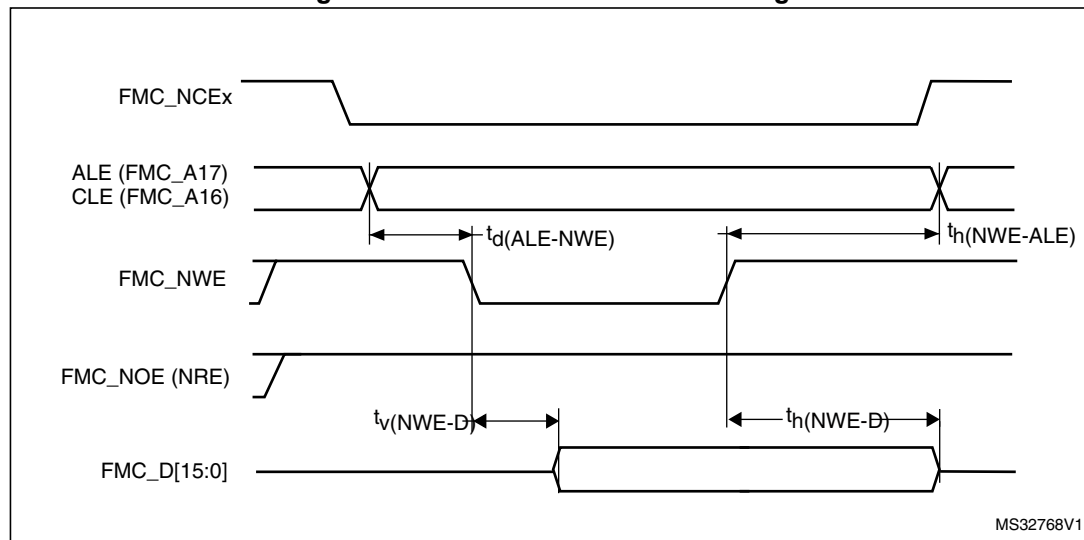 FMC_NCEx
ALE (FMC_A17)
CLE (FMC_A16)
td(ALE-NWE)
th(NWE-ALE)
FMC_NWE
FMC_NOE (NRE)
tv(NWE-D)
th(NWE-D)
FMC_D[15:0]
MS32768V1